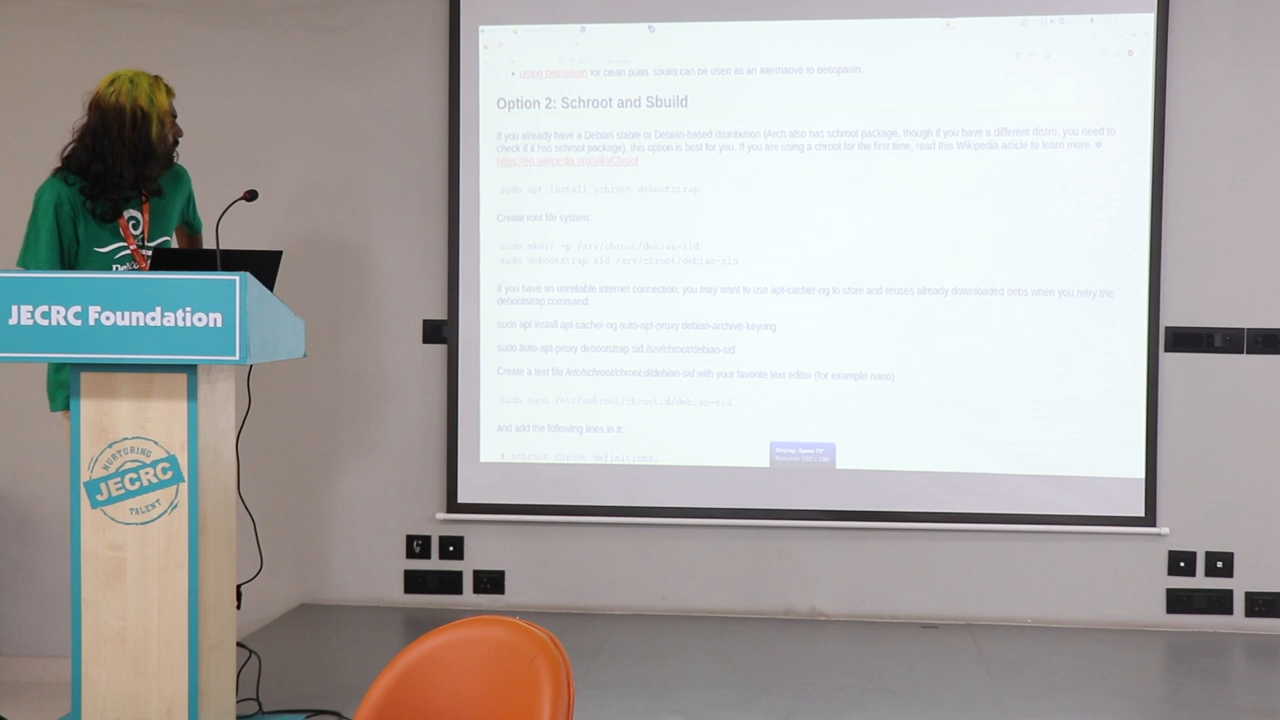 • using debspawn for clean build. sbuild can be used as an alternative to debspawn.
Option 2: Schroot and Sbuild
If you already have a Debian stable or Debian-based distribution (Arch also has schroot package, though if you have a different distro, you need to
check if it has schroot package), this option is best for you. If you are using a chroot for the first time, read this Wikipedia article to learn more
https://en.wikipedia.org/wiki/Chroot
sudo apt install schroot debootstrap
Create root file system.
sudo mkdir -p /srv/chroot/debian-sid
sudo debootstrap sid /srv/chroot/debian-sid
If you have an unreliable internet connection, you may want to use apt-cacher-ng to store and reuses already downloaded debs when you retry the
debootstrap command.
sudo apt install apt-cacher-ng auto-apt-proxy debian-archive-keyring
sudo auto-apt-proxy debootstrap sid /srv/chroot/debian-sid
Create a text file /etc/schroot/chroot.d/debian-sid with your favorite text editor (for example nano)
sudo nano /etc/schroot/chroot.d/debian-sid
and add the following lines in it:
# schroot chroot definitions.
JECRC Foundation
NURTURING
JECRC
TALENT